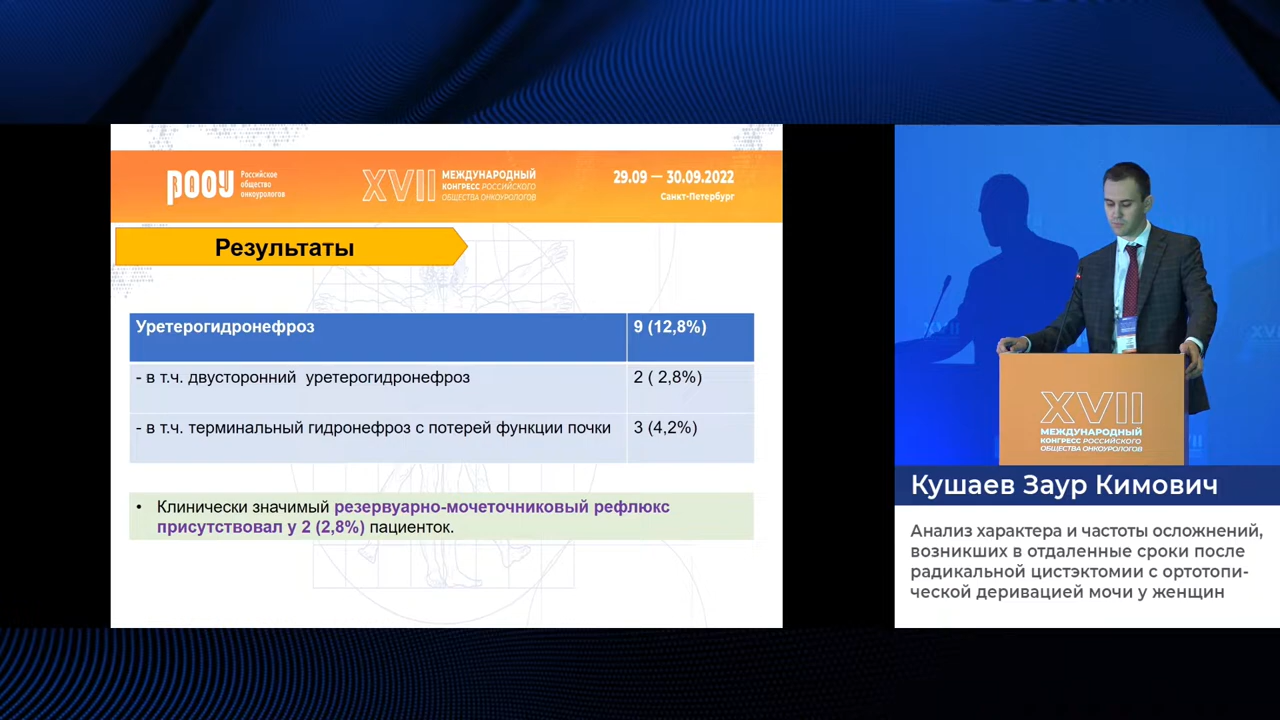 РООУ
Российское
общество
онкоурологов
XVII
МЕЖДУНАРОДНЫЙ
КОНГРЕСС РОССИЙСКОГО
ОБЩЕСТВА ОНКОУРОЛОГОВ
29.09 — 30.09.2022
Санкт-Петербург
Результаты
Уретерогидронефроз 9 (12,8%)
- в т.ч. двусторонний уретерогидронефроз 2 ( 2,8%)
- в т.ч. терминальный гидронефроз с потерей функции почки 3 (4,2%)
• Клинически значимый резервуарно-мочеточниковый рефлюкс
присутствовал у 2 (2,8%) пациенток.
XVII
МЕЖДУНАРОДНЫЙ
КОНГРЕСС РОССИЙСКОГО
ОБЩЕСТВА ОНКОУРОЛОГОВ
Кушаев Заур Кимович
Анализ характера и частоты осложнений,
возникших в отдаленные сроки после
радикальной цистэктомии с ортотопи-
ческой деривацией мочи у женщин